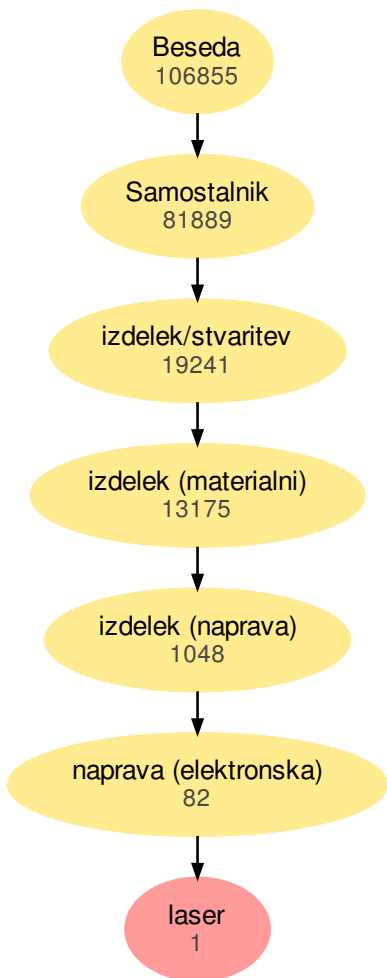 Beseda
106855
Samostalnik
81889
izdelek/stvaritev
19241
izdelek (materialni)
13175
izdelek (naprava)
1048
naprava (elektronska)
82
laser
1